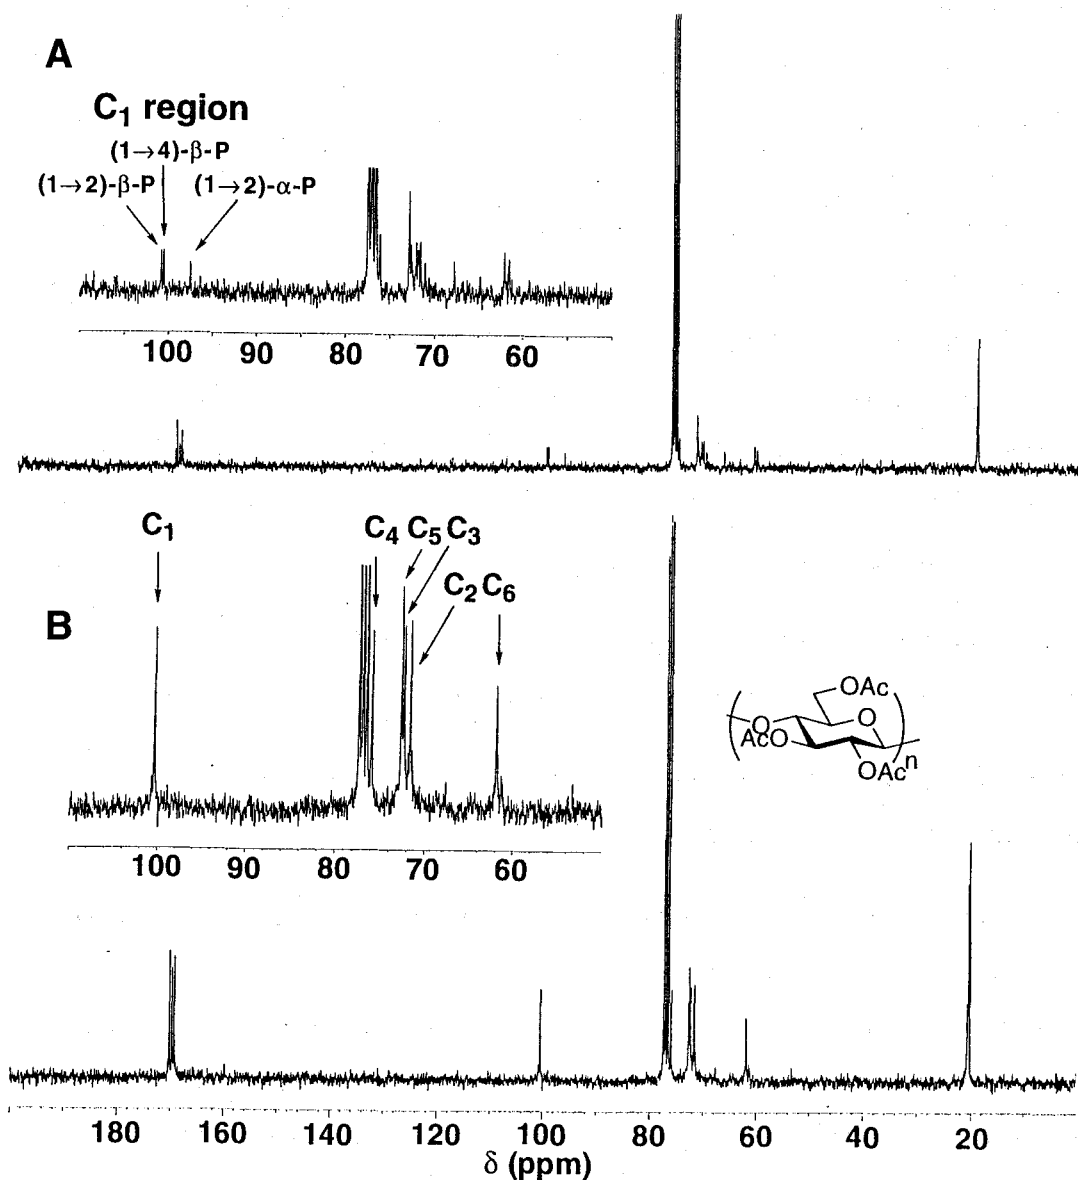 A
C1 region
(1→4)-β-P
(1→2)-β-P (1→2)-α-P
100 80 70 60
C1 C4 C5 C3
C2 C6
B
OAc
O O
AcO
OAc n
100 90 80 70 60
180 160 140 120 100 80 60 40 20
δ (ppm)